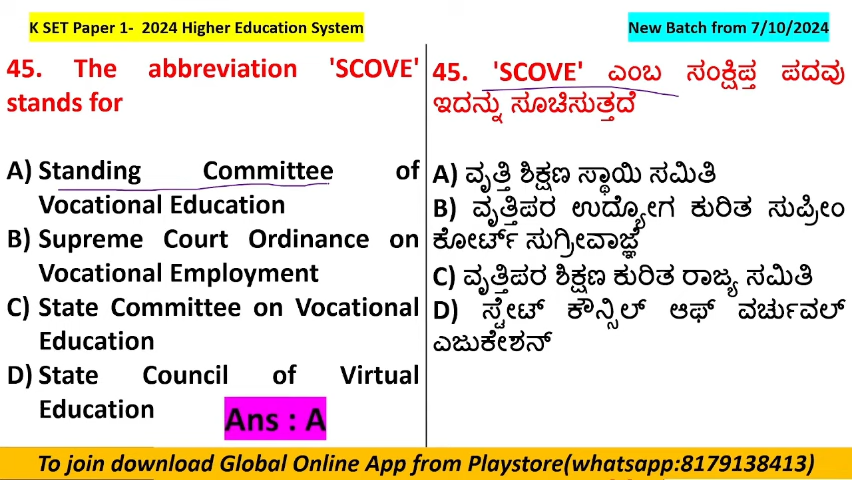 K SET Paper 1- 2024 Higher Education System
New Batch from 7/10/2024
45. The abbreviation 'SCOVE'
stands for
A) Standing Committee of
Vocational Education
B) Supreme Court Ordinance on
Vocational Employment
C) State Committee on Vocational
Education
D) State Council of Virtual
Education
Ans : A
45. 'SCOVE' ಎಂಬ ಸಂಕ್ಷಿಪ್ತ ಪದವು
ಇದನ್ನು ಸೂಚಿಸುತ್ತದೆ
A) ವೃತ್ತಿ ಶಿಕ್ಷಣ ಸ್ಥಾಯಿ ಸಮಿತಿ
B) ವೃತ್ತಿಪರ ಉದ್ಯೋಗ ಕುರಿತ ಸುಪ್ರೀಂ
ಕೋರ್ಟ್ ಸುಗ್ರೀವಾಜ್ಞೆ
C) ವೃತ್ತಿಪರ ಶಿಕ್ಷಣ ಕುರಿತ ರಾಜ್ಯ ಸಮಿತಿ
D) ಸ್ಟೇಟ್ ಕೌನ್ಸಿಲ್ ಆಫ್ ವರ್ಚುವಲ್
ಎಜುಕೇಶನ್
To join download Global Online App from Playstore(whatsapp:8179138413)